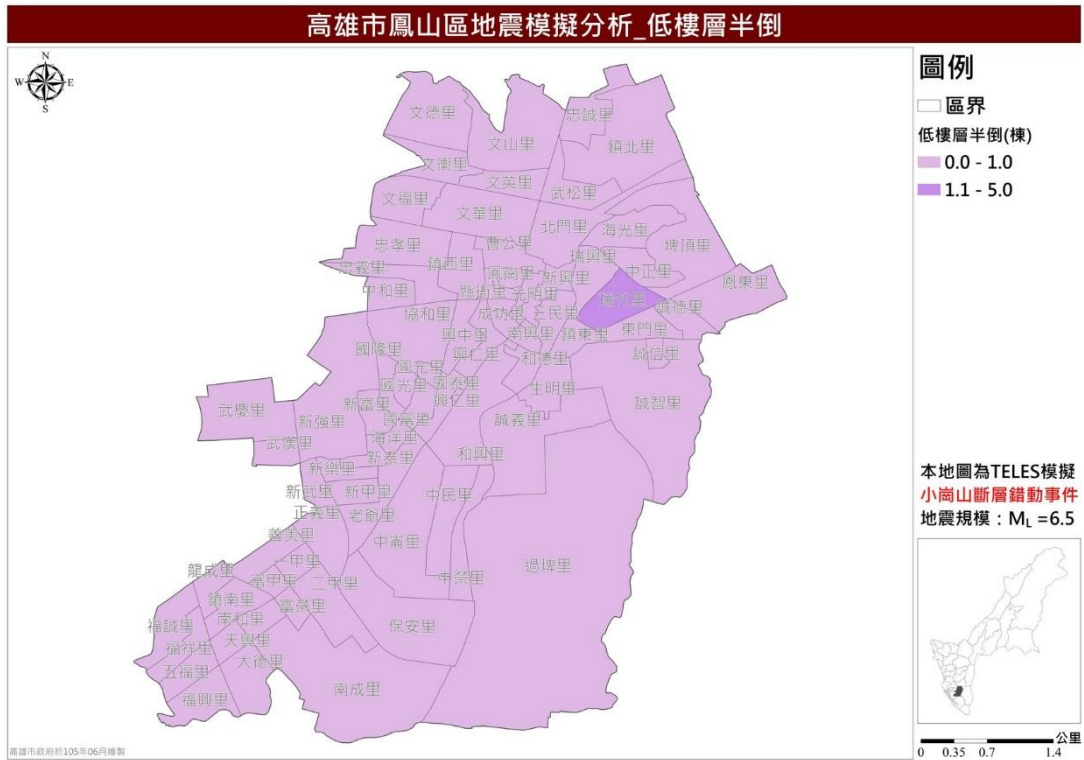 高雄市鳳山區地震模擬分析_低樓層半倒
N
W
E
S
圖例
區界
低樓層半倒(棟)
0.0 - 1.0
1.1 - 5.0
文德里
忠誠里
文山里
鎮北里
文衡里
文英里
武松里
文福里
文華里
北門里
海光里
忠孝里
曹公里
埤頂里
瑞興里
忠義里
鎮西里
鳳崗里
新興里
中正里
鳳東里
中和里
縣衙里
光明里
瑞竹里
誠德里
協和里
成功里
三民里
東門里
興中里
南興里
鎮東里
國隆里
興仁里
和德里
誠信里
國光里
國泰里
生明里
武慶里
新富里
興仁里
誠智里
新強里
國富里
誠義里
武漢里
海洋里
新泰里
和興里
新樂里
新武里
新甲里
中民里
正義里
老爺里
善美里
中崙里
一甲里
過埤里
龍成里
富甲里
二甲里
中榮里
鎮南里
富榮里
福誠里
南和里
保安里
福祥里
天興里
五福里
大德里
南成里
福興里
本地圖為TELES模擬
小崗山斷層錯動事件
地震規模：ML =6.5
公里
0 0.35 0.7 1.4
高雄市政府於105年06月繪製